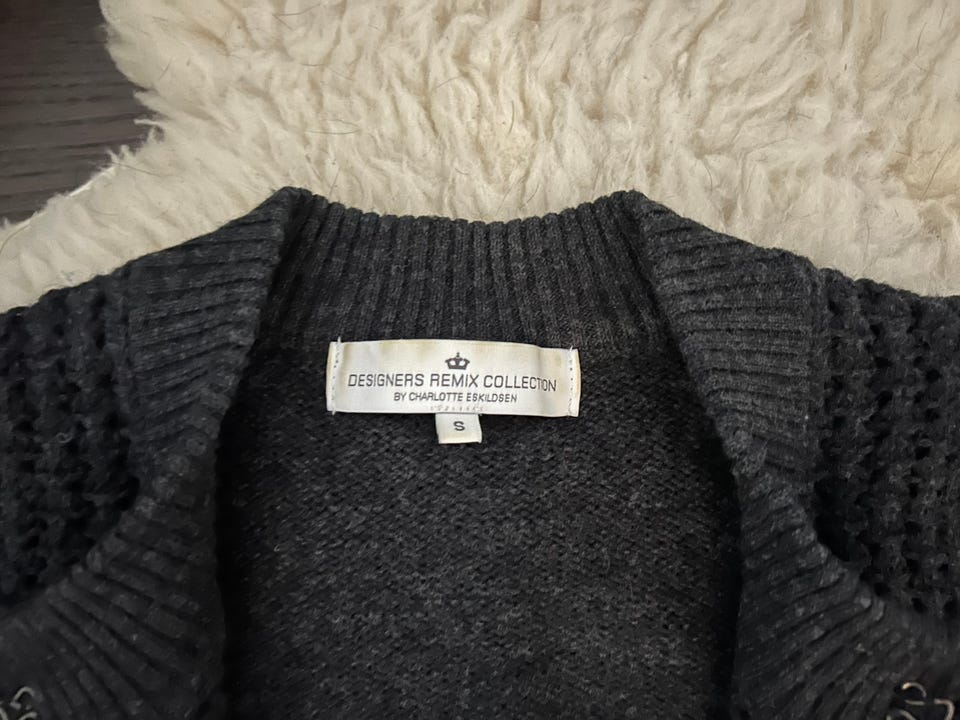 DESIGNERS REMIX COLLECTION
BY CHARLOTTE ESKILDSEN
S